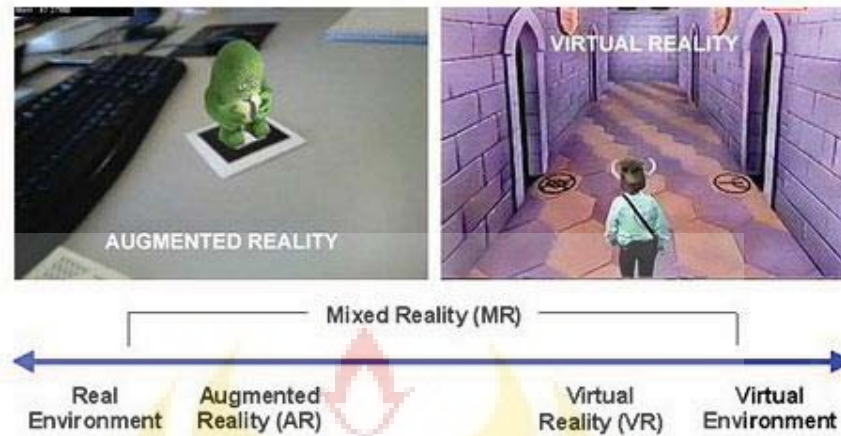 VIRTUAL REALITY
AUGMENTED REALITY
Mixed Reality (MR)
Real
Environment
Augmented
Reality (AR)
Virtual
Reality (VR)
Virtual
Environment